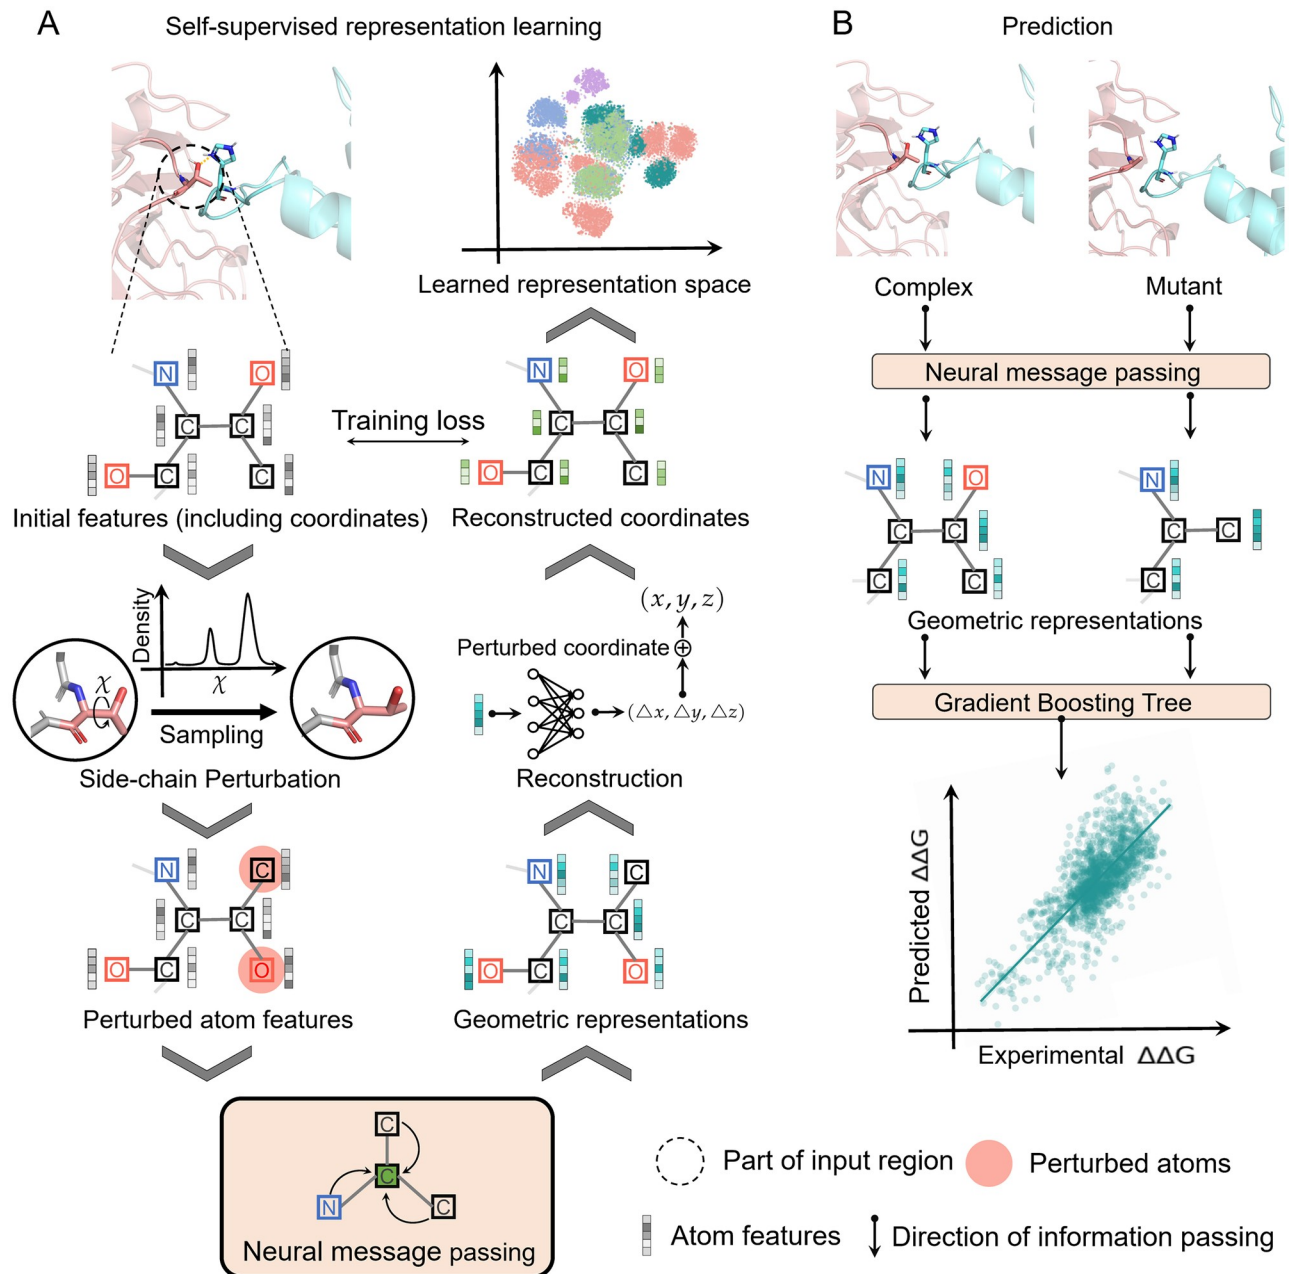 A
Self-supervised representation learning
Learned representation space
N
O
C
C
O
C
C
Initial features (including coordinates)
Training loss
N
O
C
C
O
C
C
Reconstructed coordinates
Density
χ
χ
Sampling
Side-chain Perturbation
(x, y, z)
Perturbed coordinate ⊕
(△x, △y, △z)
Reconstruction
N
C
C
C
O
C
O
Perturbed atom features
N
C
C
C
O
C
O
Geometric representations
C
C
N
C
Neural message passing
B
Prediction
Complex
Mutant
Neural message passing
N
O
C
C
C
C
N
C
C
C
Geometric representations
Gradient Boosting Tree
Predicted ΔΔG
Experimental ΔΔG
Part of input region
Perturbed atoms
Atom features
Direction of information passing